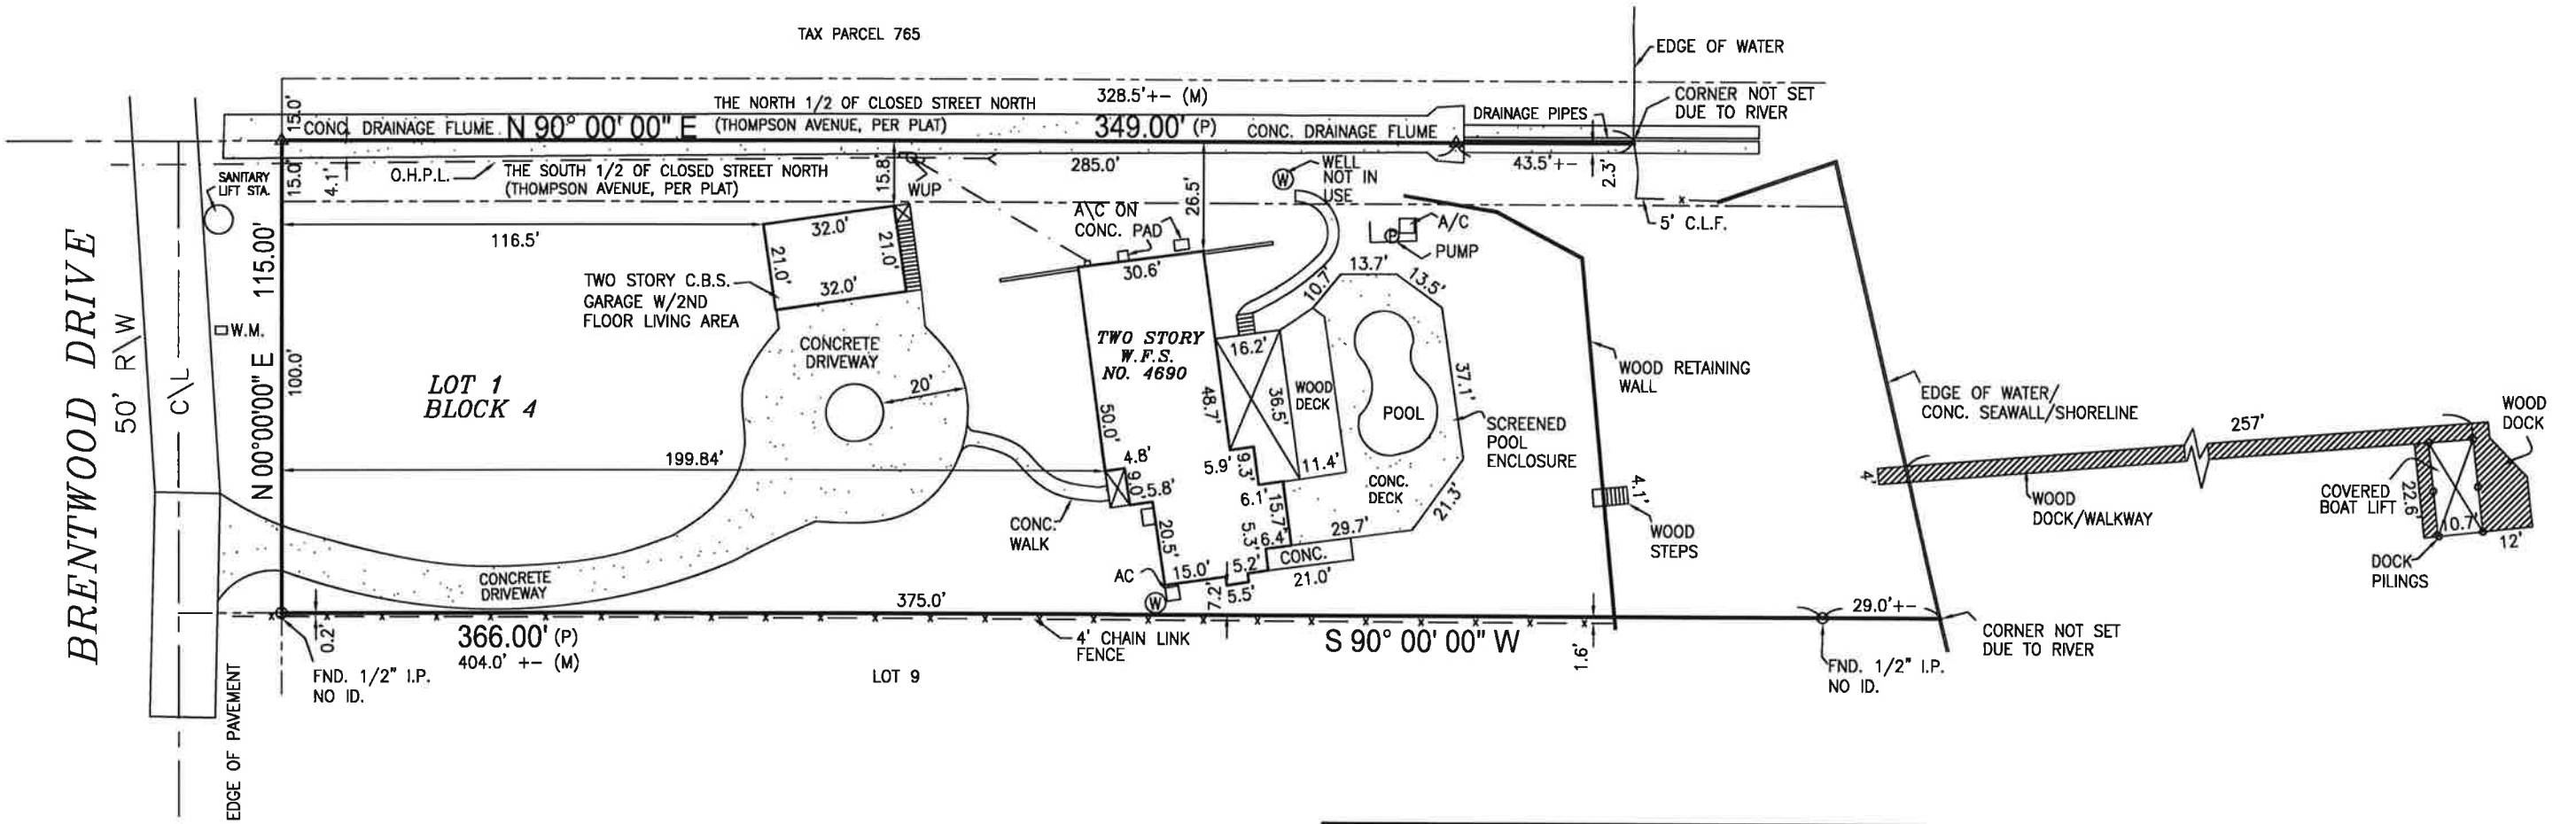 TAX PARCEL 765
EDGE OF WATER
15.0'
THE NORTH 1/2 OF CLOSED STREET NORTH
(THOMPSON AVENUE, PER PLAT)
328.5'+- (M)
CONC. DRAINAGE FLUME
N 90° 00' 00" E
349.00' (P)
CONC. DRAINAGE FLUME
DRAINAGE PIPES
CORNER NOT SET
DUE TO RIVER
SANITARY
LIFT STA.
15.0'
4.1'
O.H.P.L.
THE SOUTH 1/2 OF CLOSED STREET NORTH
(THOMPSON AVENUE, PER PLAT)
15.8'
WUP
285.0'
26.5'
W
WELL
NOT IN
USE
43.5'+-
2.3'
5' C.L.F.
A\C ON
CONC. PAD
P
A/C
PUMP
116.5'
32.0'
21.0'
21.0'
32.0'
TWO STORY C.B.S.
GARAGE W/2ND
FLOOR LIVING AREA
30.6'
10.7'
13.7'
13.5'
BRENTWOOD DRIVE
50' R\W
C\L
W.M.
N 00°00'00" E
115.00'
100.0'
LOT 1
BLOCK 4
CONCRETE
DRIVEWAY
20'
TWO STORY
W.F.S.
NO. 4690
16.2'
48.7'
36.5'
WOOD
DECK
POOL
37.1'
SCREENED
POOL
ENCLOSURE
WOOD RETAINING
WALL
EDGE OF WATER/
CONC. SEAWALL/SHORELINE
257'
WOOD
DOCK
50.0'
199.84'
4.8'
9.0'
5.8'
5.9'
9.3'
11.4'
6.1'
CONC.
DECK
21.3'
4.1'
WOOD
STEPS
4'
WOOD
DOCK/WALKWAY
COVERED
BOAT LIFT
22.6'
10.7'
12'
DOCK
PILINGS
CONC.
WALK
20.5'
15.7'
5.3'
6.4'
29.7'
CONC.
21.0'
AC
15.0'
5.2'
7.2'
5.5'
W
CONCRETE
DRIVEWAY
375.0'
29.0'+-
0.2'
366.00' (P)
404.0' +- (M)
4' CHAIN LINK
FENCE
S 90° 00' 00" W
1.6'
CORNER NOT SET
DUE TO RIVER
FND. 1/2" I.P.
NO ID.
LOT 9
FND. 1/2" I.P.
NO ID.
EDGE OF PAVEMENT